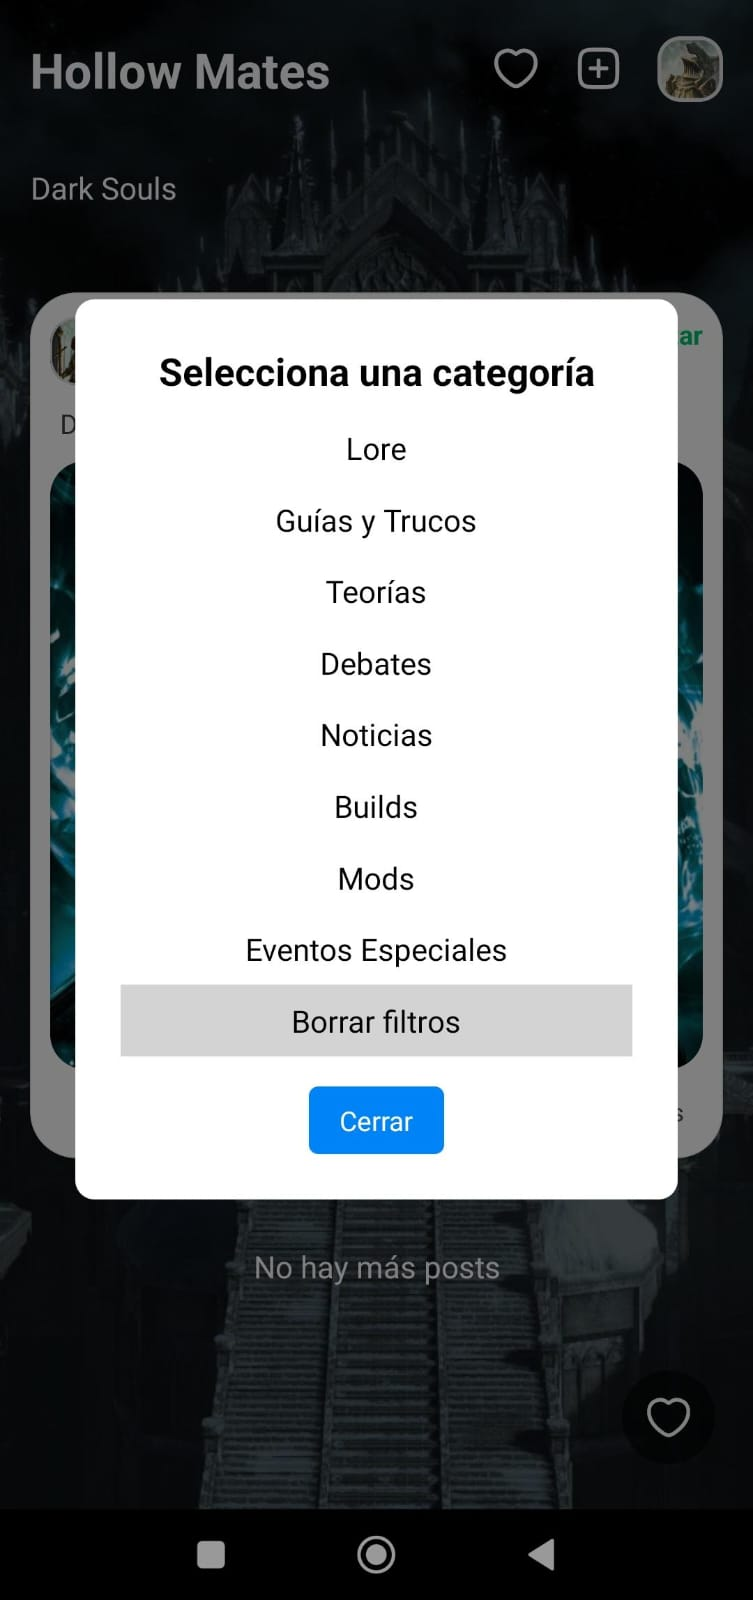 Hollow Mates
Dark Souls
ar
D
Selecciona una categoría
Lore
Guías y Trucos
Teorías
Debates
Noticias
Builds
Mods
Eventos Especiales
Borrar filtros
Cerrar
s
No hay más posts